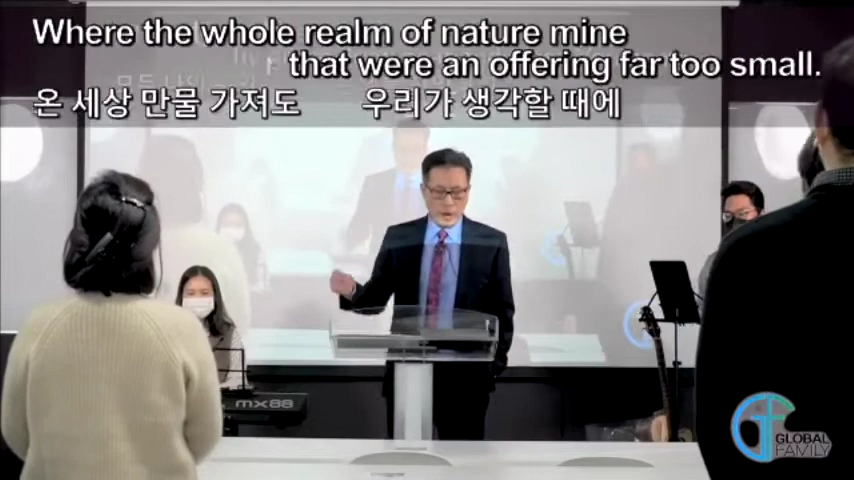 Where the whole realm of nature mine
that were an offering far too small.
온 세상 만물 가져도 우리가 생각할 때에
MX88
GF GLOBAL
FAMILY